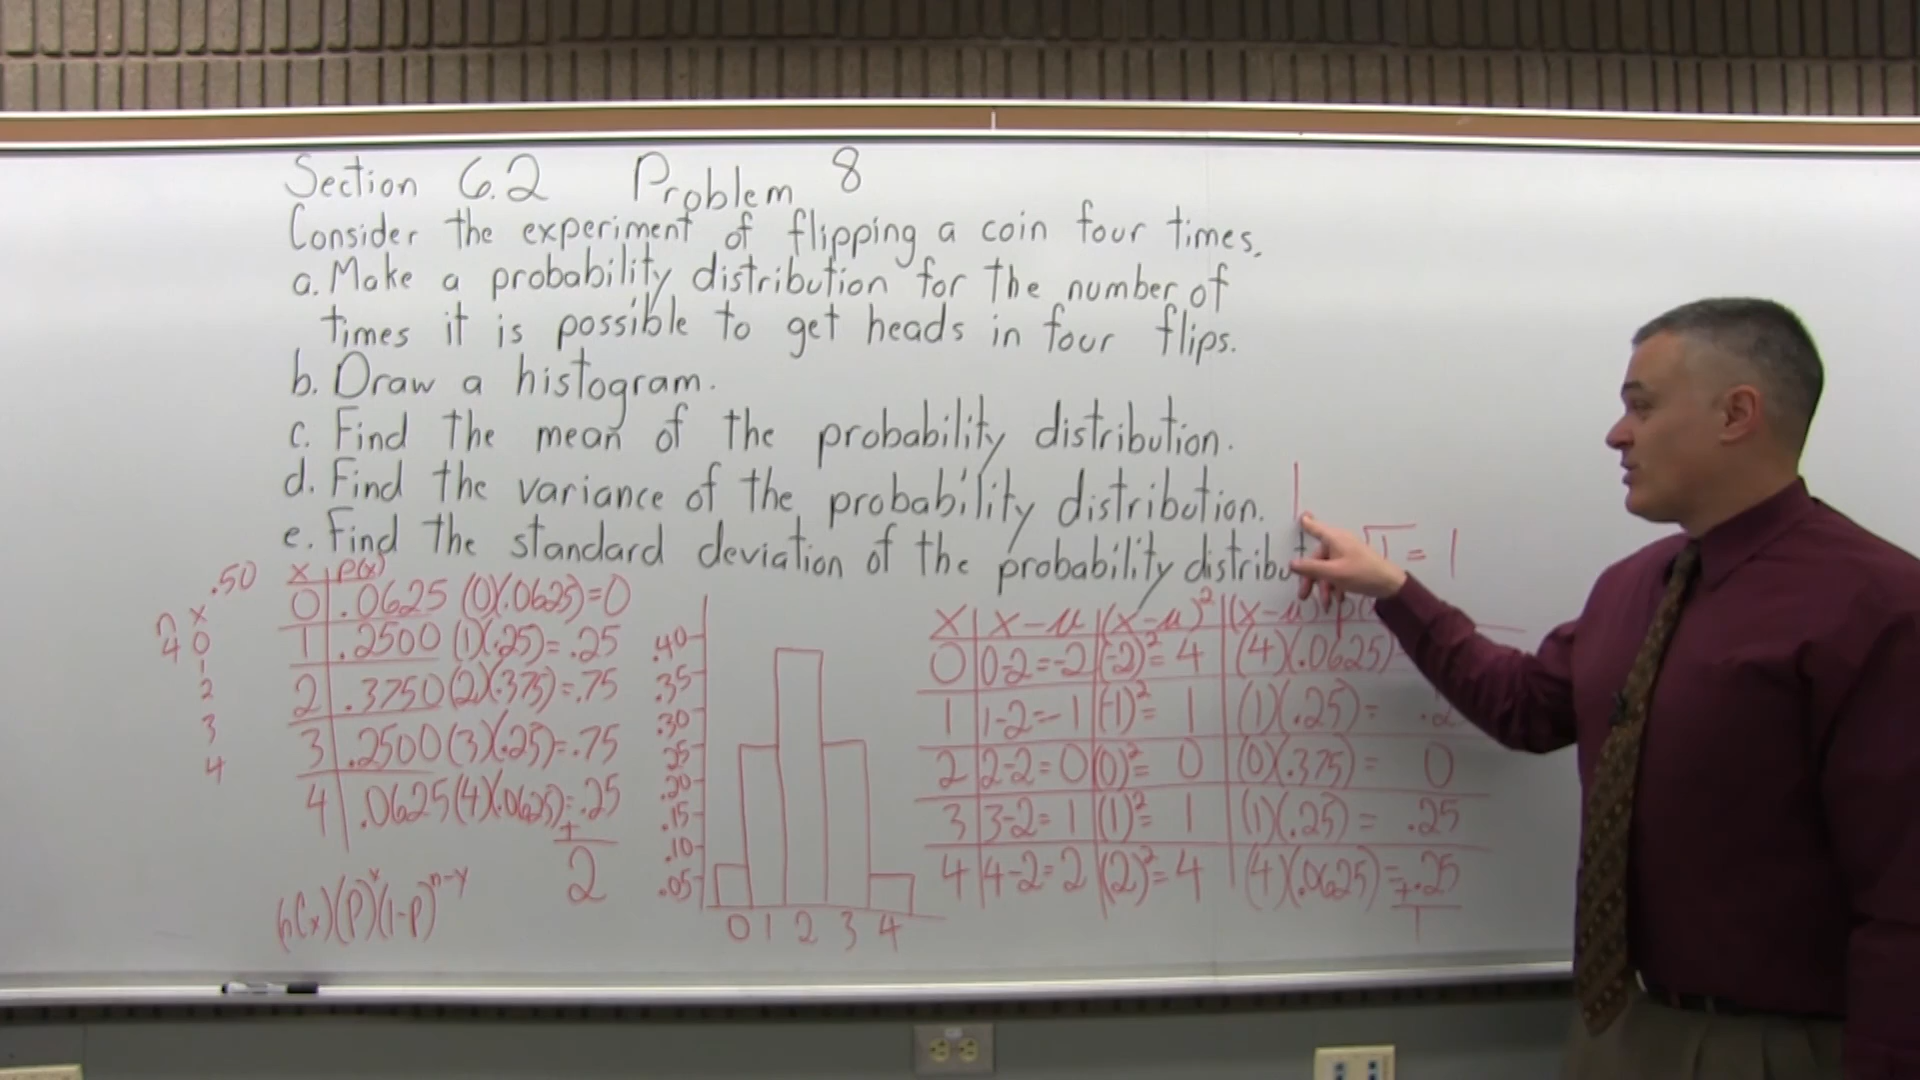 Section 6.2 Problem 8
Consider the experiment of flipping a coin four times.
a. Make a probability distribution for the number of
times it is possible to get heads in four flips.
b. Draw a histogram.
c. Find the mean of the probability distribution.
d. Find the variance of the probability distribution. 1
e. Find the standard deviation of the probability distribut √1 = 1
.50
n x
4 0
1
2
3
4
x P(x)
0 .0625 (0)(.0625)=0
1 .2500 (1)(.25)=.25
2 .3750 (2)(.375)=.75
3 .2500 (3)(.25)=.75
4 .0625 (4)(.0625)=.25
+
2
(nCx)(p)ˣ(1-p)ⁿ⁻ˣ
.40
.35
.30
.25
.20
.15
.10
.05
0 1 2 3 4
x x-μ (x-μ)² (x-μ)² p(
0 0-2=-2 (-2)²=4 (4)(.0625)
1 1-2=-1 (-1)²=1 (1)(.25)= .2
2 2-2=0 (0)²=0 (0)(.375)= 0
3 3-2=1 (1)²=1 (1)(.25)= .25
4 4-2=2 (2)²=4 (4)(.0625)=+.25
1